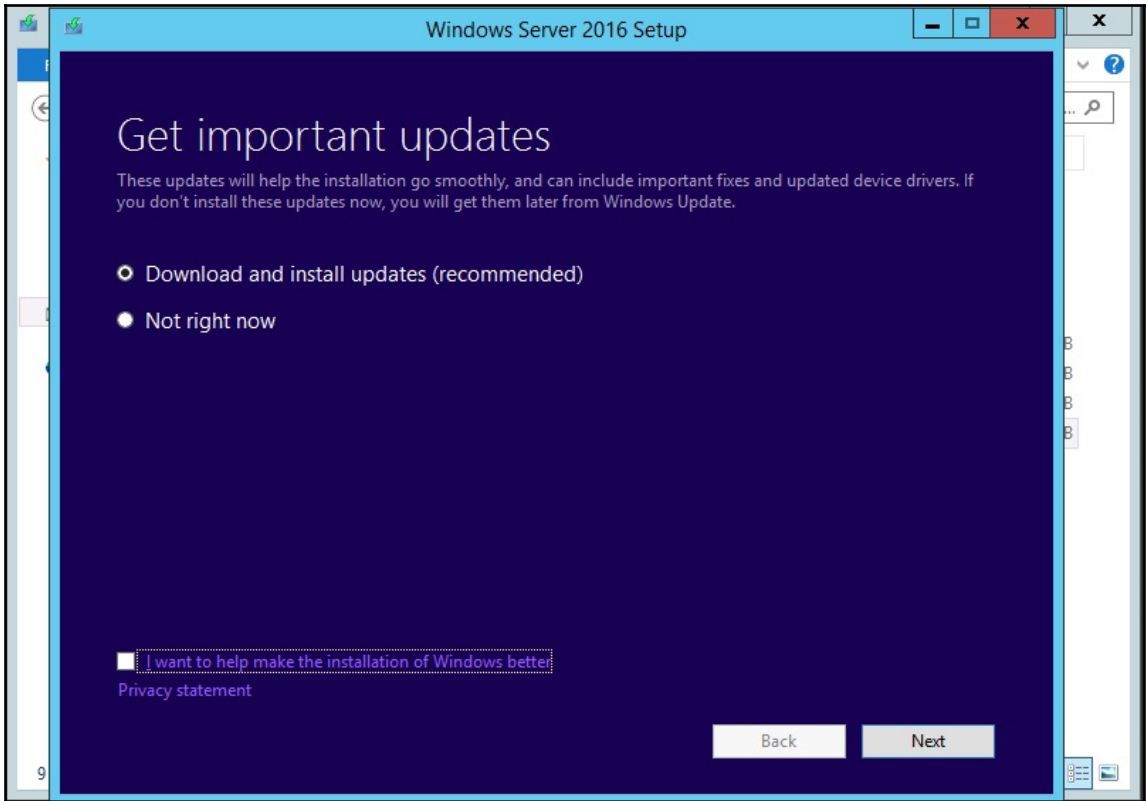 Windows Server 2016 Setup
Get important updates
These updates will help the installation go smoothly, and can include important fixes and updated device drivers. If
you don't install these updates now, you will get them later from Windows Update.
Download and install updates (recommended)
Not right now
I want to help make the installation of Windows better
Privacy statement
Back
Next
9
...
B
B
B
B